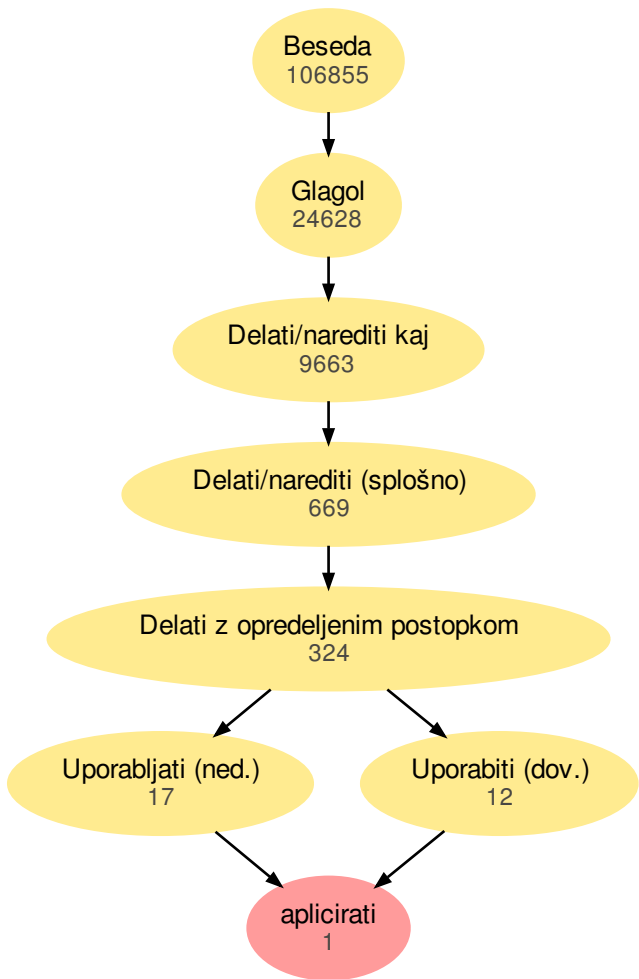 Beseda
106855
Glagol
24628
Delati/narediti kaj
9663
Delati/narediti (splošno)
669
Delati z opredeljenim postopkom
324
Uporabljati (ned.)
17
Uporabiti (dov.)
12
aplicirati
1